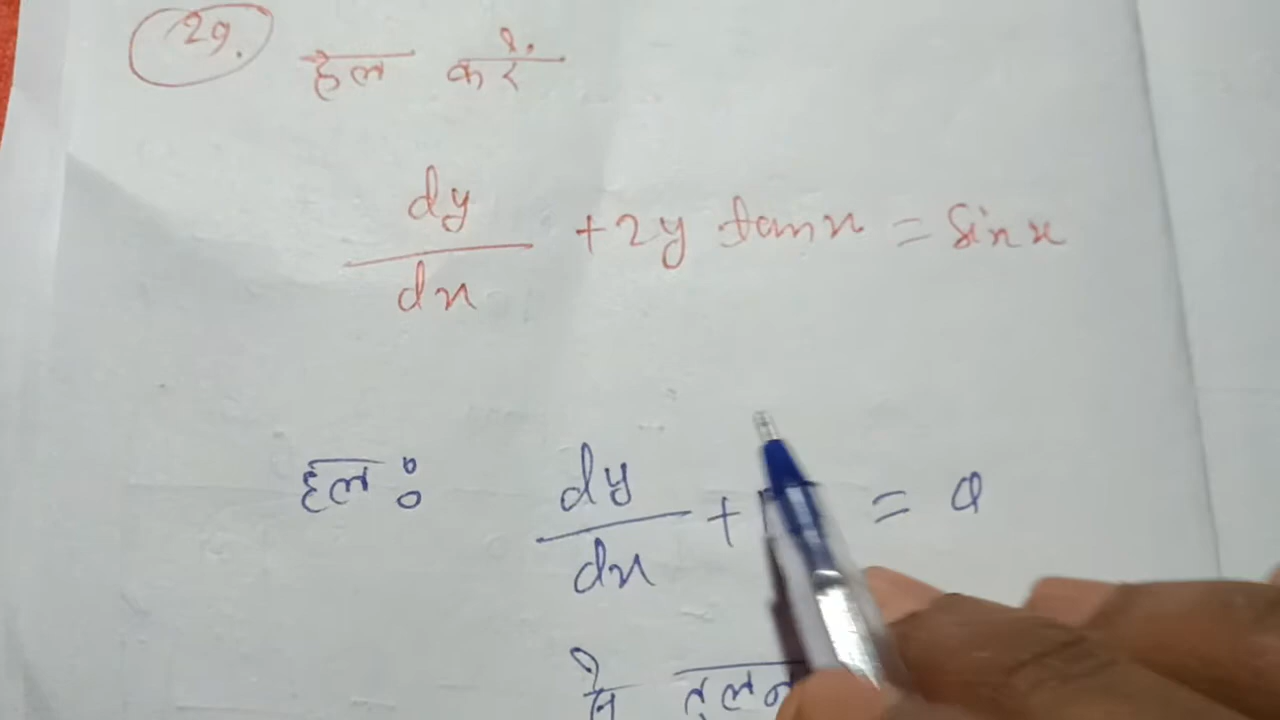 29. हल करें
dy/dx + 2y tanx = sinx
हल : dy/dx + = Q
से